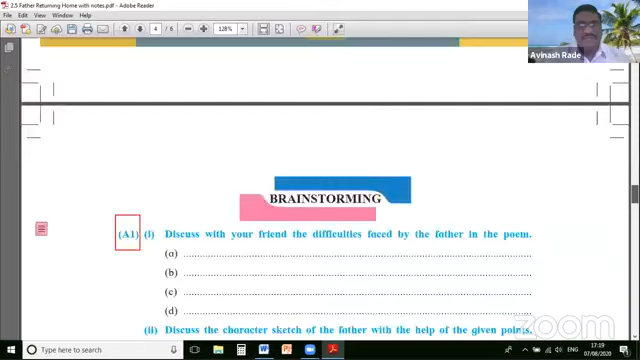 2.5 Father Returning Home with notes.pdf - Adobe Reader
File Edit View Window Help
4 / 6 128%
Avinash Rade
BRAINSTORMING
(A1) (i) Discuss with your friend the difficulties faced by the father in the poem.
(a) ........................................................................
(b) ........................................................................
(c) ........................................................................
(d) ........................................................................
(ii) Discuss the character sketch of the father with the help of the given points.
zoom
Type here to search
17:19
07/08/2020